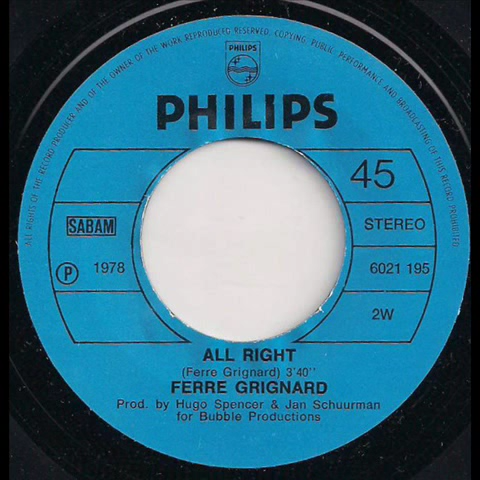 ALL RIGHTS OF THE RECORD PRODUCER AND OF THE OWNER OF THE WORK REPRODUCED RESERVED. COPYING, PUBLIC PERFORMANCE AND BROADCASTING OF THIS RECORD PROHIBITED
PHILIPS
PHILIPS
45
SABAM
STEREO
P 1978
6021 195
2W
ALL RIGHT
(Ferre Grignard) 3'40''
FERRE GRIGNARD
Prod. by Hugo Spencer & Jan Schuurman
for Bubble Productions